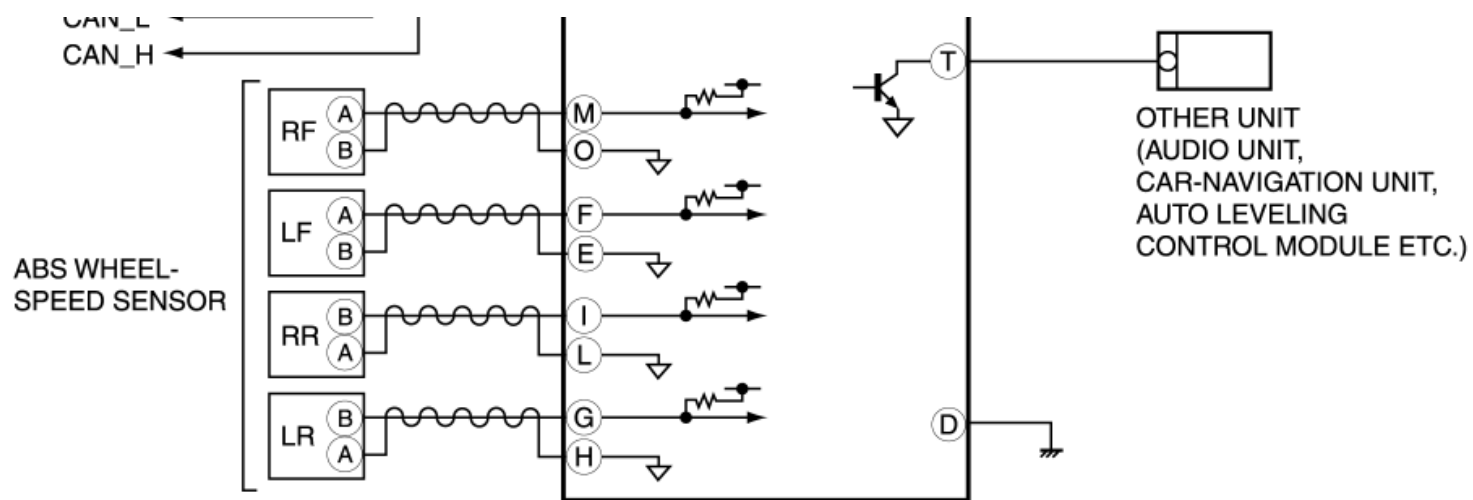 CAN_L
CAN_H
T
OTHER UNIT
(AUDIO UNIT,
CAR-NAVIGATION UNIT,
AUTO LEVELING
CONTROL MODULE ETC.)
ABS WHEEL-
SPEED SENSOR
RF
A
B
M
O
LF
A
B
F
E
RR
B
A
I
L
LR
B
A
G
H
D